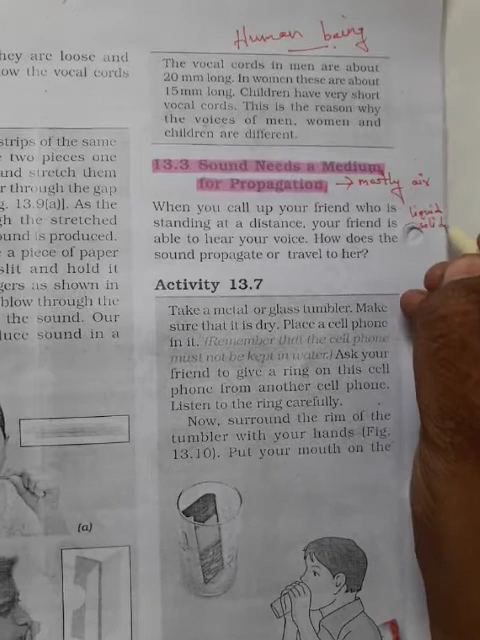 Human being
hey are loose and
ow the vocal cords
strips of the same
e two pieces one
and stretch them
r through the gap
g. 13.9(a)]. As the
gh the stretched
ound is produced.
e a piece of paper
slit and hold it
gers as shown in
blow through the
the sound. Our
duce sound in a
(a)
The vocal cords in men are about
20 mm long. In women these are about
15mm long. Children have very short
vocal cords. This is the reason why
the voices of men, women and
children are different.
13.3 Sound Needs a Medium
for Propagation → mostly air
liquid
solid
When you call up your friend who is
standing at a distance, your friend is
able to hear your voice. How does the
sound propagate or travel to her?
Activity 13.7
Take a metal or glass tumbler. Make
sure that it is dry. Place a cell phone
in it. (Remember that the cell phone
must not be kept in water.) Ask your
friend to give a ring on this cell
phone from another cell phone.
Listen to the ring carefully.
Now, surround the rim of the
tumbler with your hands (Fig.
13.10). Put your mouth on the